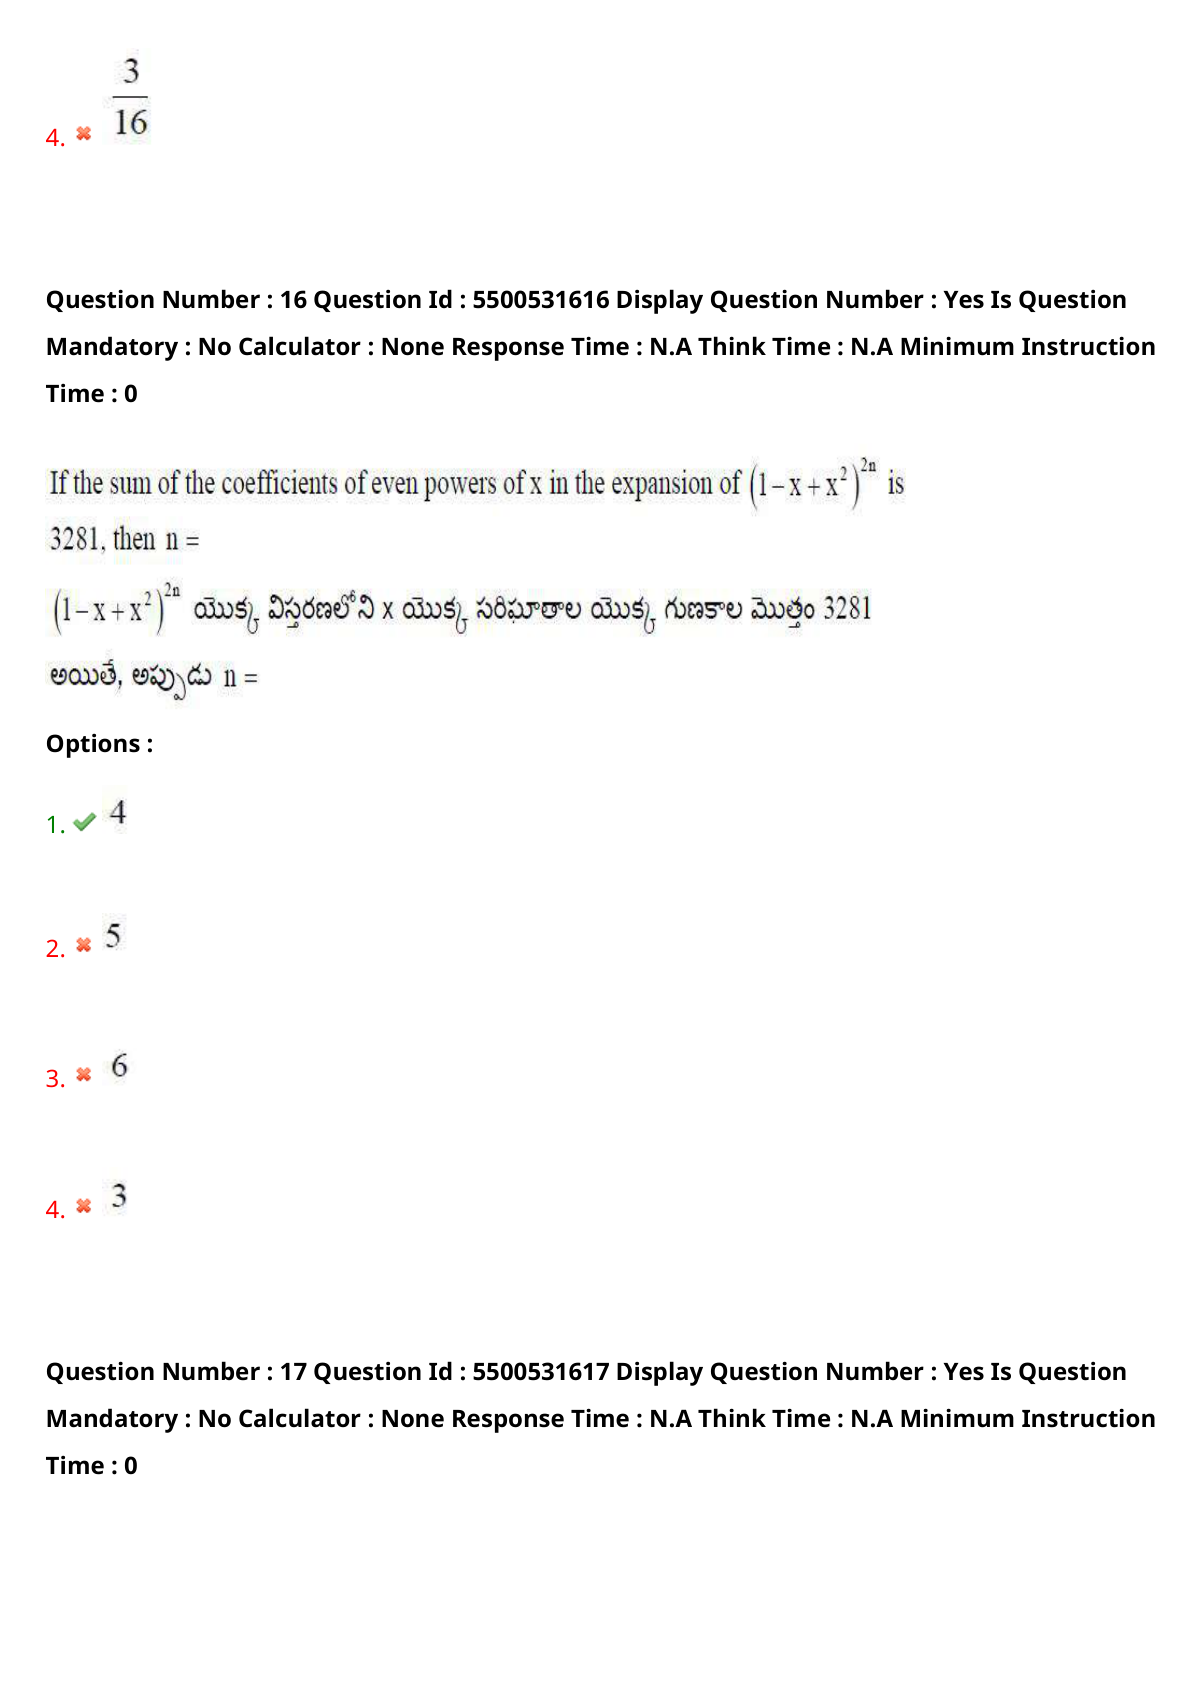 3
16
4.
Question Number : 16 Question Id : 5500531616 Display Question Number : Yes Is Question
Mandatory : No Calculator : None Response Time : N.A Think Time : N.A Minimum Instruction
Time : 0
If the sum of the coefficients of even powers of x in the expansion of (1 − x + x²)²ⁿ is
3281, then n =
(1 − x + x²)²ⁿ యొక్క విస్తరణలోని x యొక్క సరిఘాతాల యొక్క గుణకాల మొత్తం 3281
అయితే, అప్పుడు n =
Options :
1. 4
2. 5
3. 6
4. 3
Question Number : 17 Question Id : 5500531617 Display Question Number : Yes Is Question
Mandatory : No Calculator : None Response Time : N.A Think Time : N.A Minimum Instruction
Time : 0